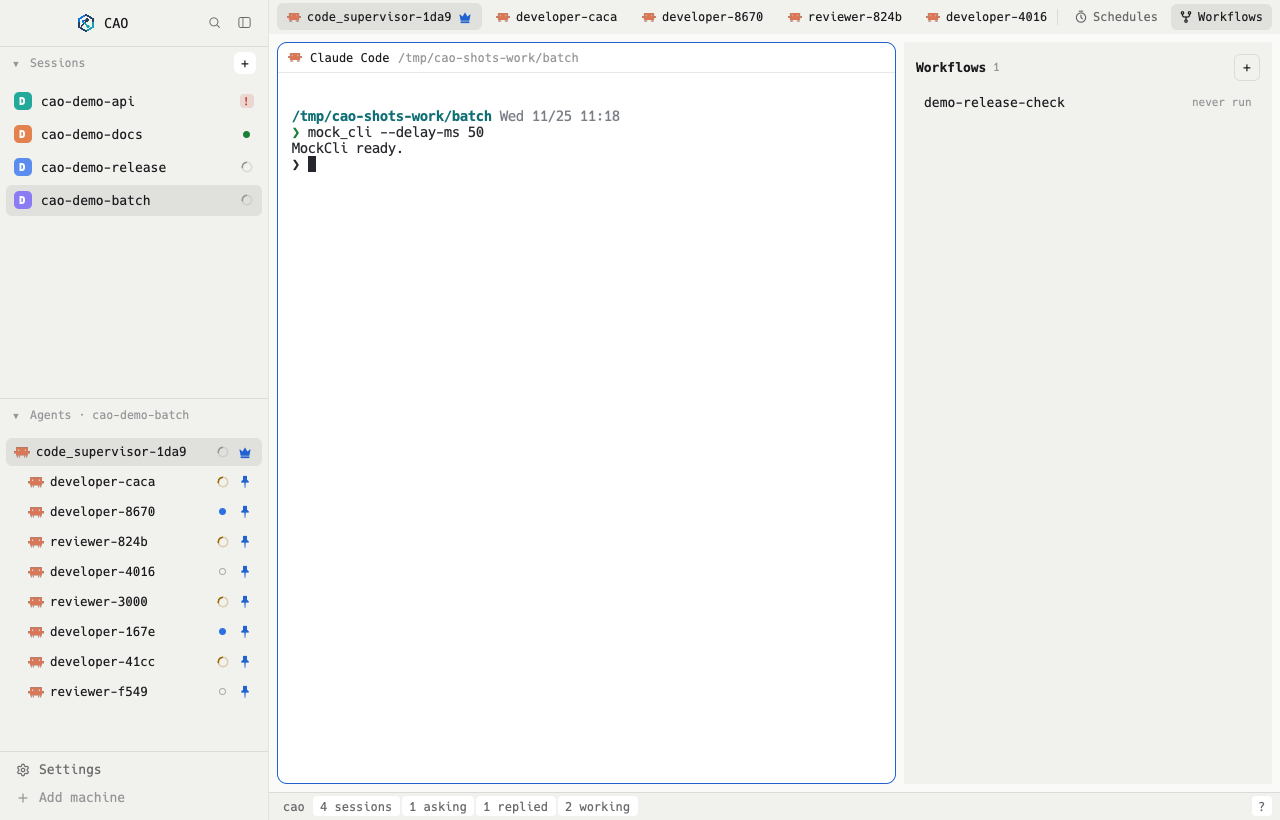 CAO
Sessions
+
D cao-demo-api !
D cao-demo-docs
D cao-demo-release
D cao-demo-batch
Agents · cao-demo-batch
code_supervisor-1da9
developer-caca
developer-8670
reviewer-824b
developer-4016
reviewer-3000
developer-167e
developer-41cc
reviewer-f549
Settings
+ Add machine
code_supervisor-1da9 developer-caca developer-8670 reviewer-824b developer-4016 Schedules Workflows
Claude Code /tmp/cao-shots-work/batch
/tmp/cao-shots-work/batch Wed 11/25 11:18
❯ mock_cli --delay-ms 50
MockCli ready.
❯
Workflows 1 +
demo-release-check never run
cao 4 sessions 1 asking 1 replied 2 working ?